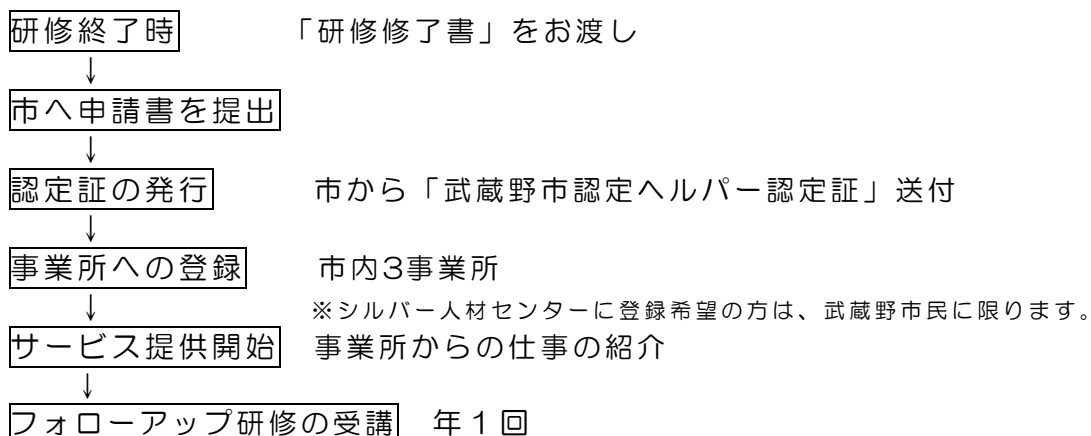 研修終了時 「研修修了書」をお渡し
↓
市へ申請書を提出
↓
認定証の発行 市から「武蔵野市認定ヘルパー認定証」送付
↓
事業所への登録 市内3事業所
↓ ※シルバー人材センターに登録希望の方は、武蔵野市民に限ります。
サービス提供開始 事業所からの仕事の紹介
↓
フォローアップ研修の受講 年１回